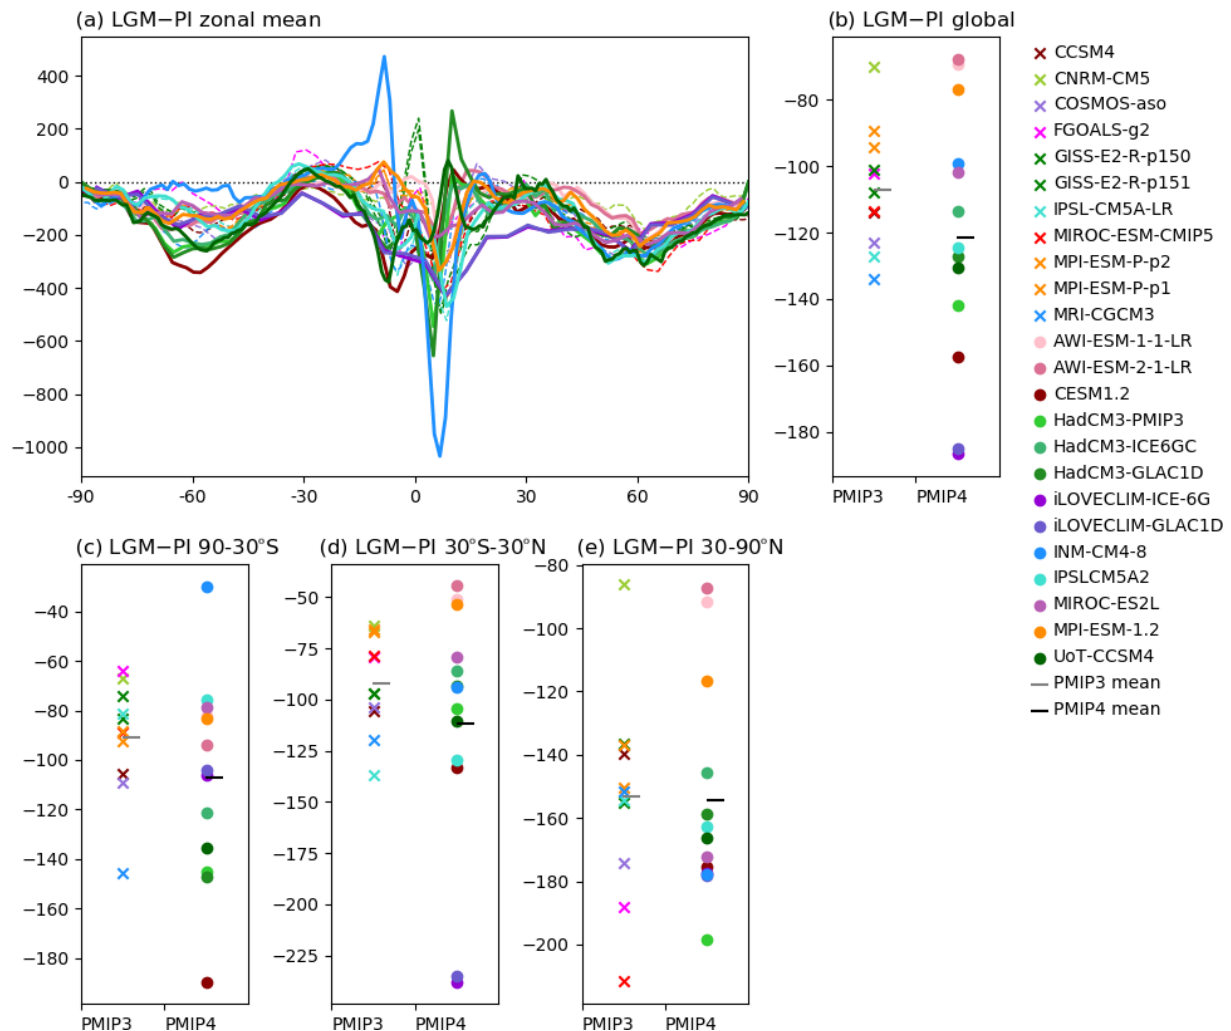 (a) LGM−PI zonal mean
400
200
0
−200
−400
−600
−800
−1000
-90
-60
-30
0
30
60
90
(b) LGM−PI global
−80
−100
−120
−140
−160
−180
PMIP3
PMIP4
CCSM4
CNRM-CM5
COSMOS-aso
FGOALS-g2
GISS-E2-R-p150
GISS-E2-R-p151
IPSL-CM5A-LR
MIROC-ESM-CMIP5
MPI-ESM-P-p2
MPI-ESM-P-p1
MRI-CGCM3
AWI-ESM-1-1-LR
AWI-ESM-2-1-LR
CESM1.2
HadCM3-PMIP3
HadCM3-ICE6GC
HadCM3-GLAC1D
iLOVECLIM-ICE-6G
iLOVECLIM-GLAC1D
INM-CM4-8
IPSLCM5A2
MIROC-ES2L
MPI-ESM-1.2
UoT-CCSM4
PMIP3 mean
PMIP4 mean
(c) LGM−PI 90-30°S
−40
−60
−80
−100
−120
−140
−160
−180
PMIP3
PMIP4
(d) LGM−PI 30°S-30°N
−50
−75
−100
−125
−150
−175
−200
−225
PMIP3
PMIP4
(e) LGM−PI 30-90°N
−80
−100
−120
−140
−160
−180
−200
PMIP3
PMIP4